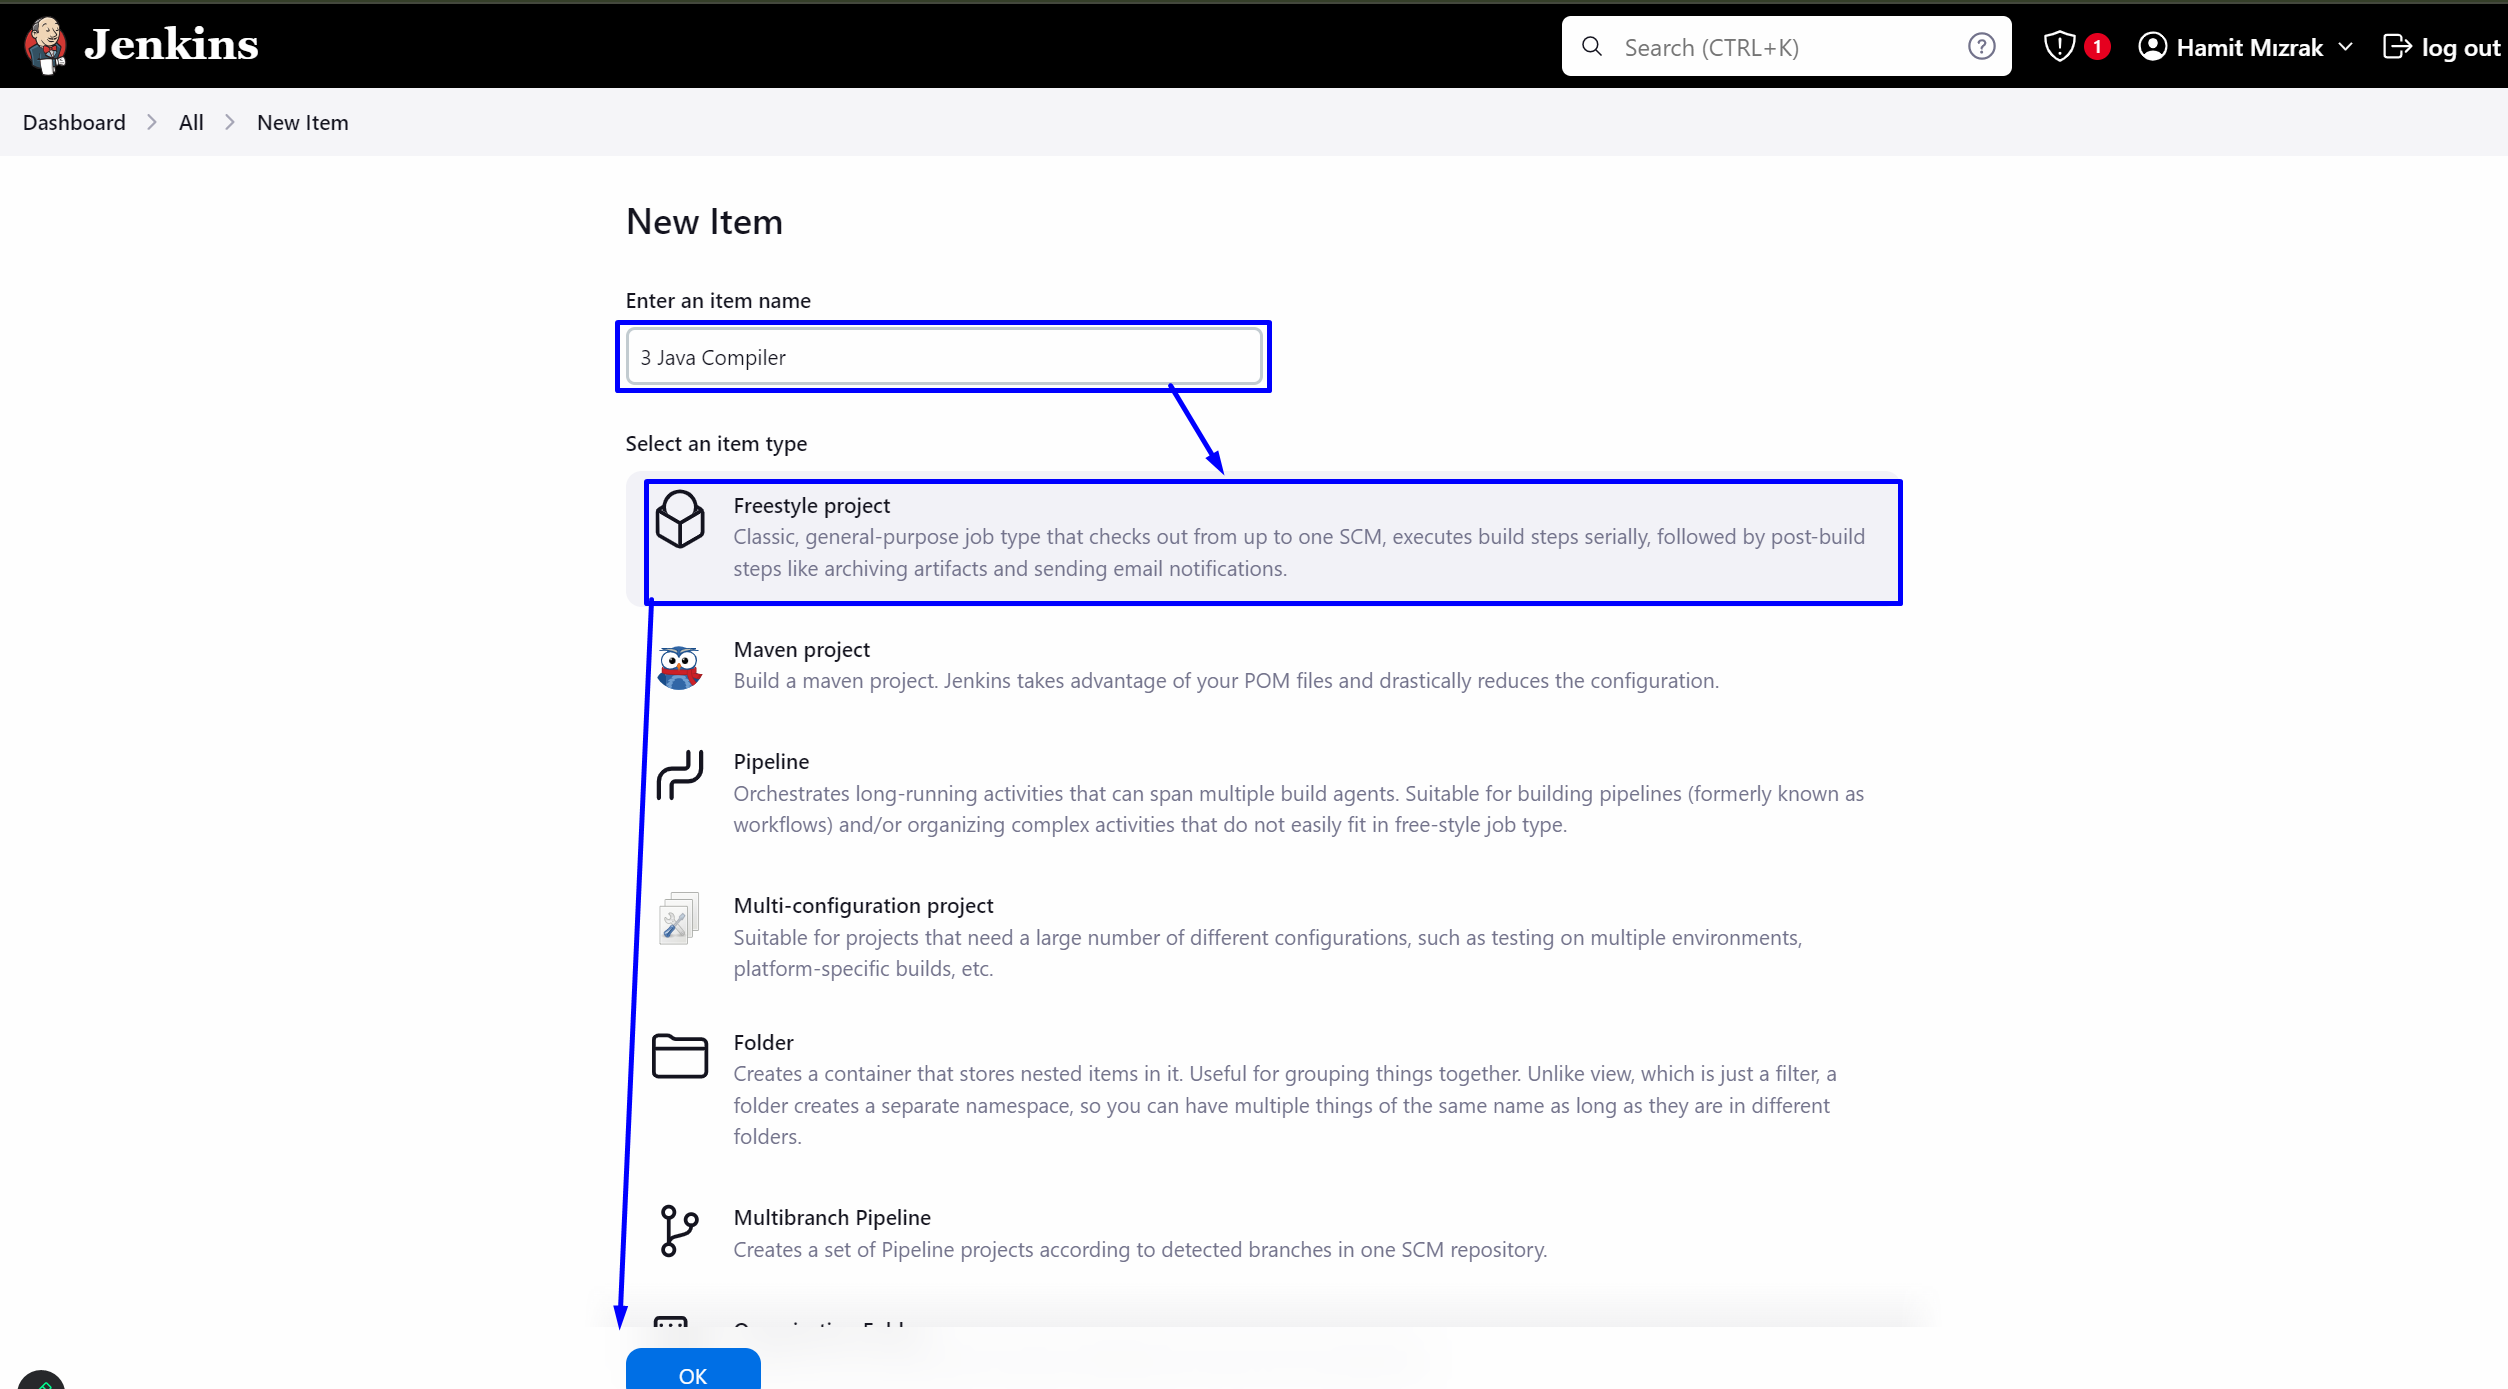 Jenkins
Search (CTRL+K)
1
Hamit Mızrak
log out
Dashboard
All
New Item
New Item
Enter an item name
3 Java Compiler
Select an item type
Freestyle project
Classic, general-purpose job type that checks out from up to one SCM, executes build steps serially, followed by post-build
steps like archiving artifacts and sending email notifications.
Maven project
Build a maven project. Jenkins takes advantage of your POM files and drastically reduces the configuration.
Pipeline
Orchestrates long-running activities that can span multiple build agents. Suitable for building pipelines (formerly known as
workflows) and/or organizing complex activities that do not easily fit in free-style job type.
Multi-configuration project
Suitable for projects that need a large number of different configurations, such as testing on multiple environments,
platform-specific builds, etc.
Folder
Creates a container that stores nested items in it. Useful for grouping things together. Unlike view, which is just a filter, a
folder creates a separate namespace, so you can have multiple things of the same name as long as they are in different
folders.
Multibranch Pipeline
Creates a set of Pipeline projects according to detected branches in one SCM repository.
OK